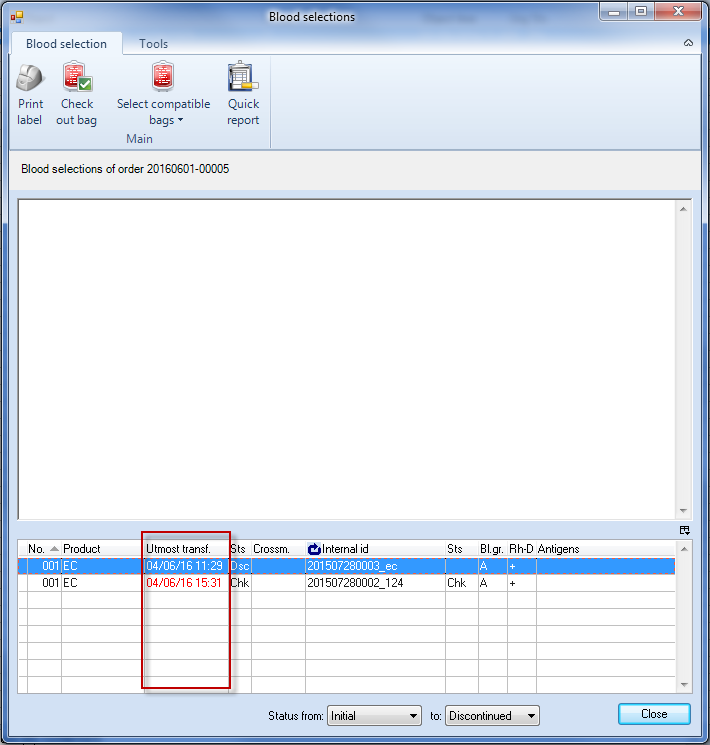 Blood selections
Blood selection Tools
Print label
Check out bag
Select compatible bags
Quick report
Main
Blood selections of order 20160601-00005
No. Product Utmost transf. Sts Crossm. Internal id Sts Bl.gr. Rh-D Antigens
001 EC 04/06/16 11:29 Dsc 201507280003_ec A +
001 EC 04/06/16 15:31 Chk 201507280002_124 Chk A +
Status from: Initial to: Discontinued Close